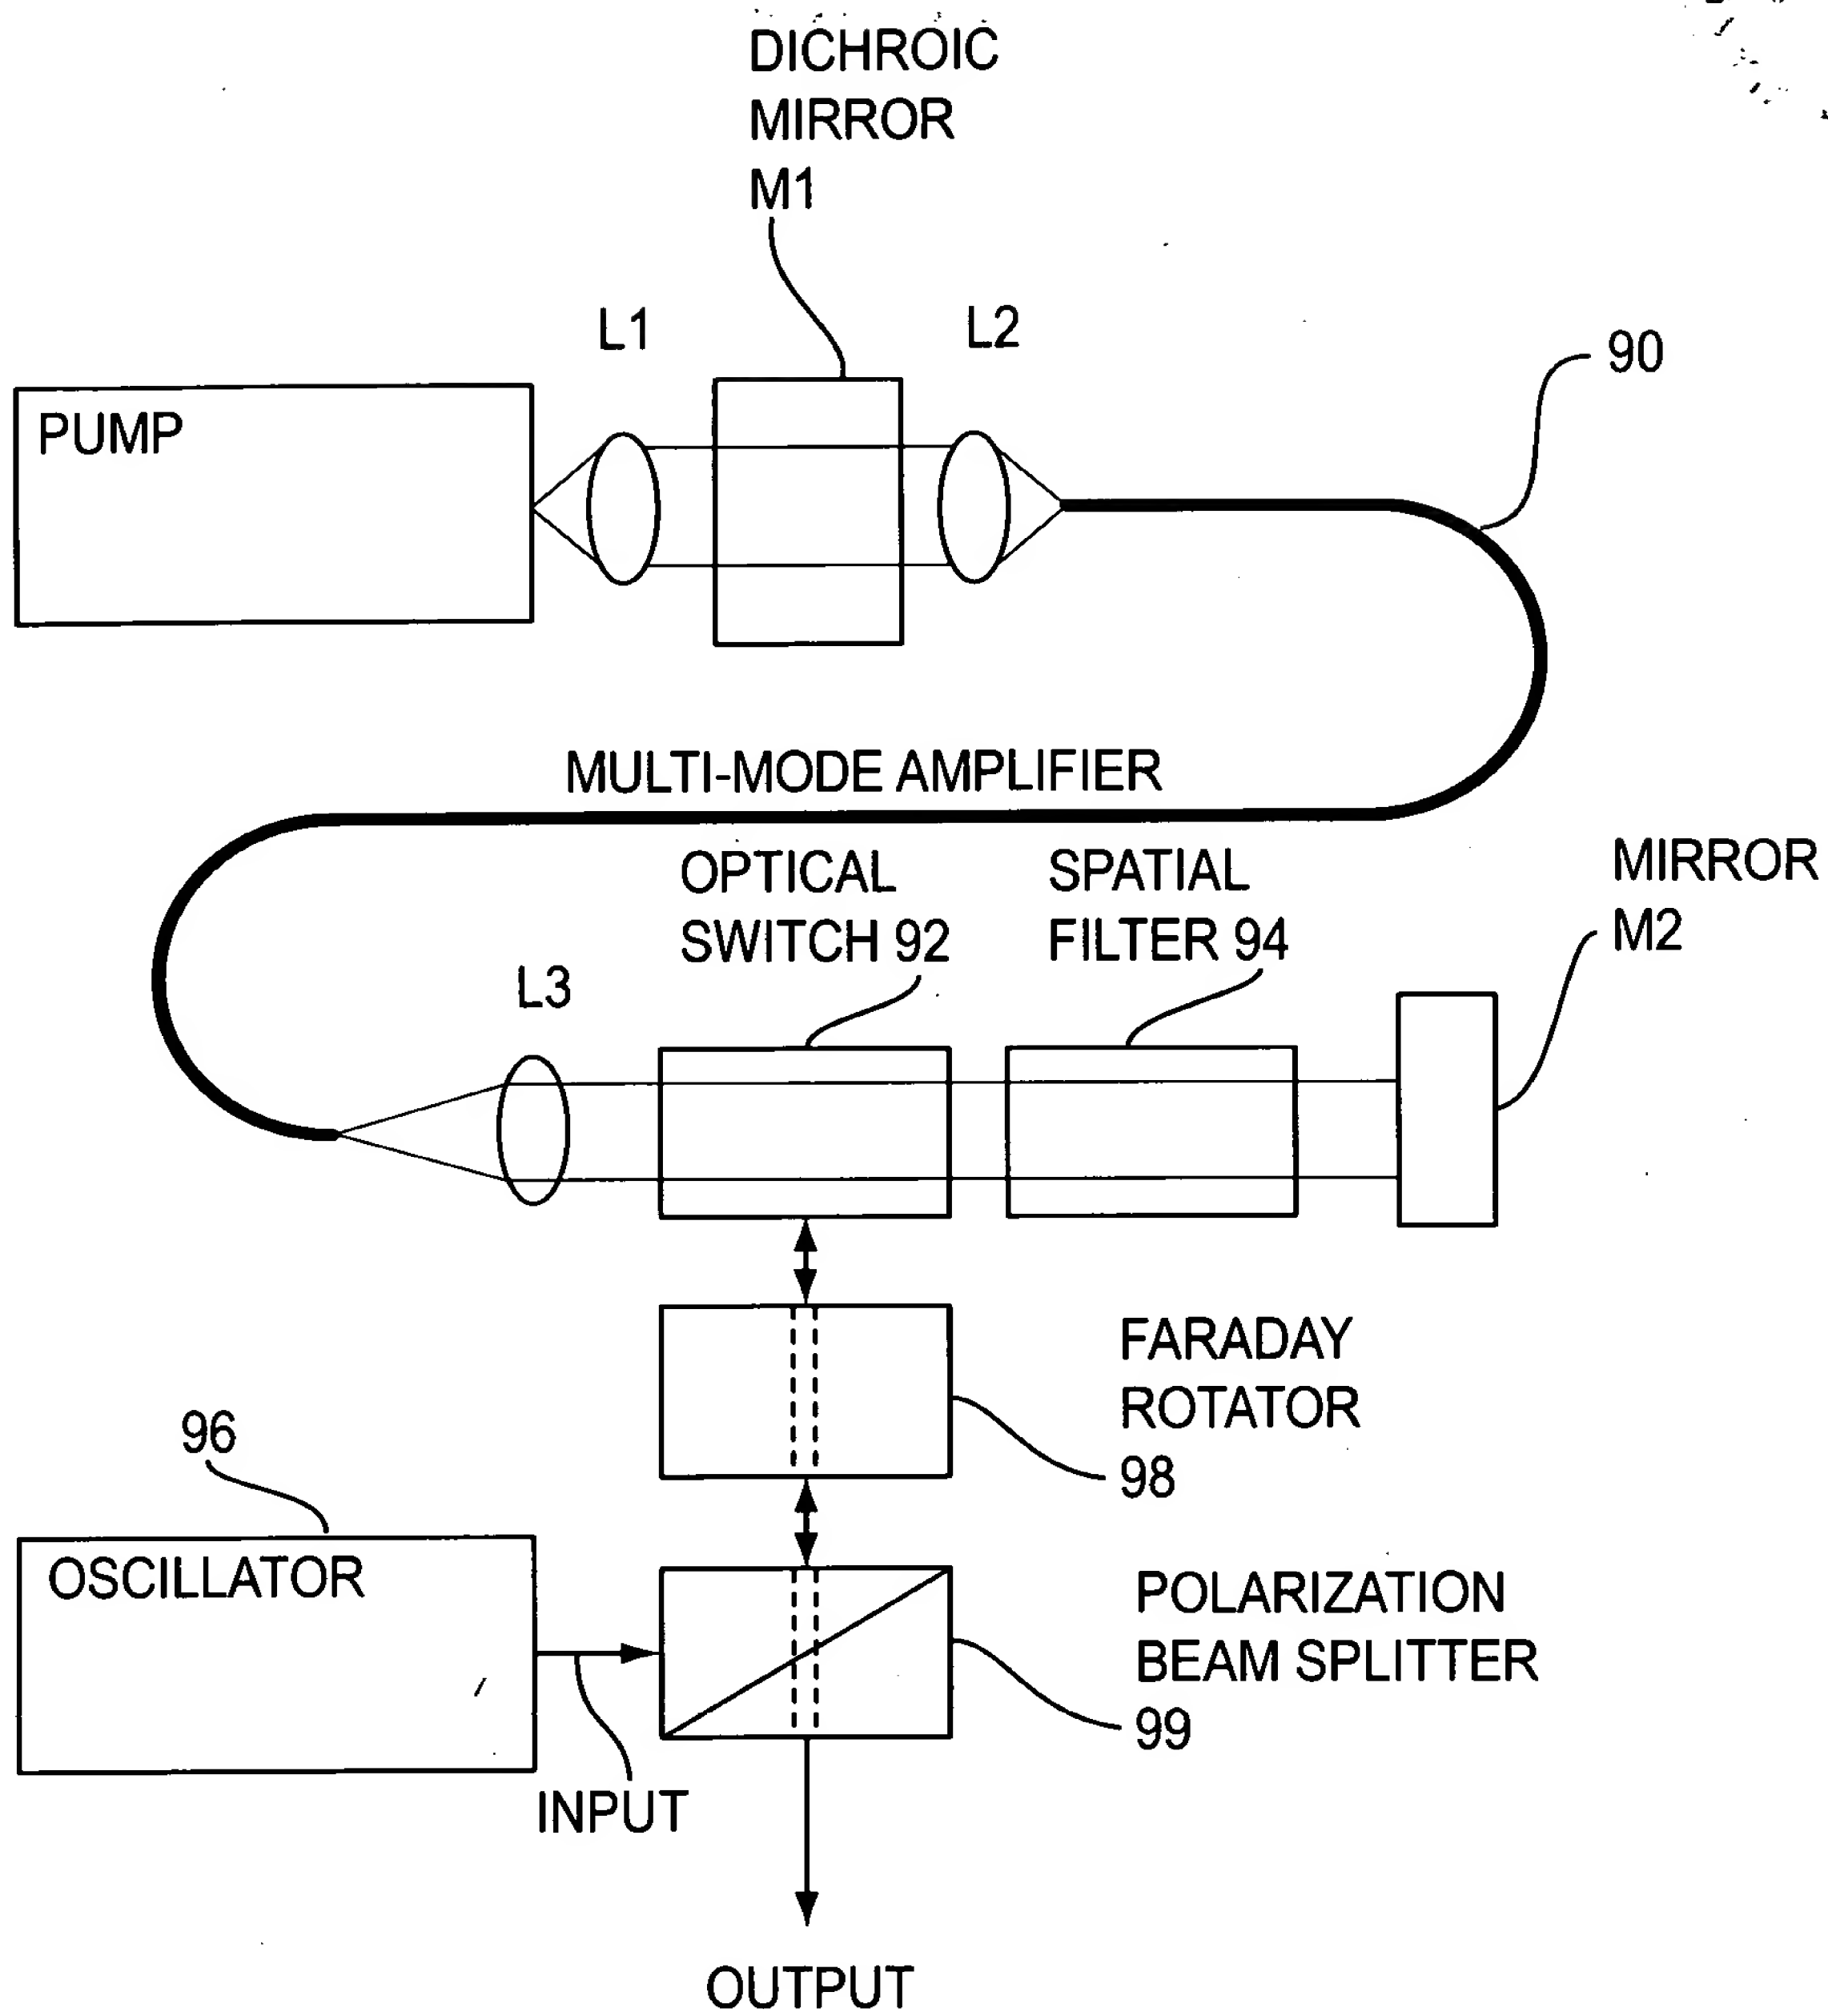 DICHROIC
MIRROR
M1
L1
L2
90
PUMP
MULTI-MODE AMPLIFIER
OPTICAL
SWITCH 92
SPATIAL
FILTER 94
MIRROR
M2
L3
FARADAY
ROTATOR
98
96
OSCILLATOR
POLARIZATION
BEAM SPLITTER
99
INPUT
OUTPUT